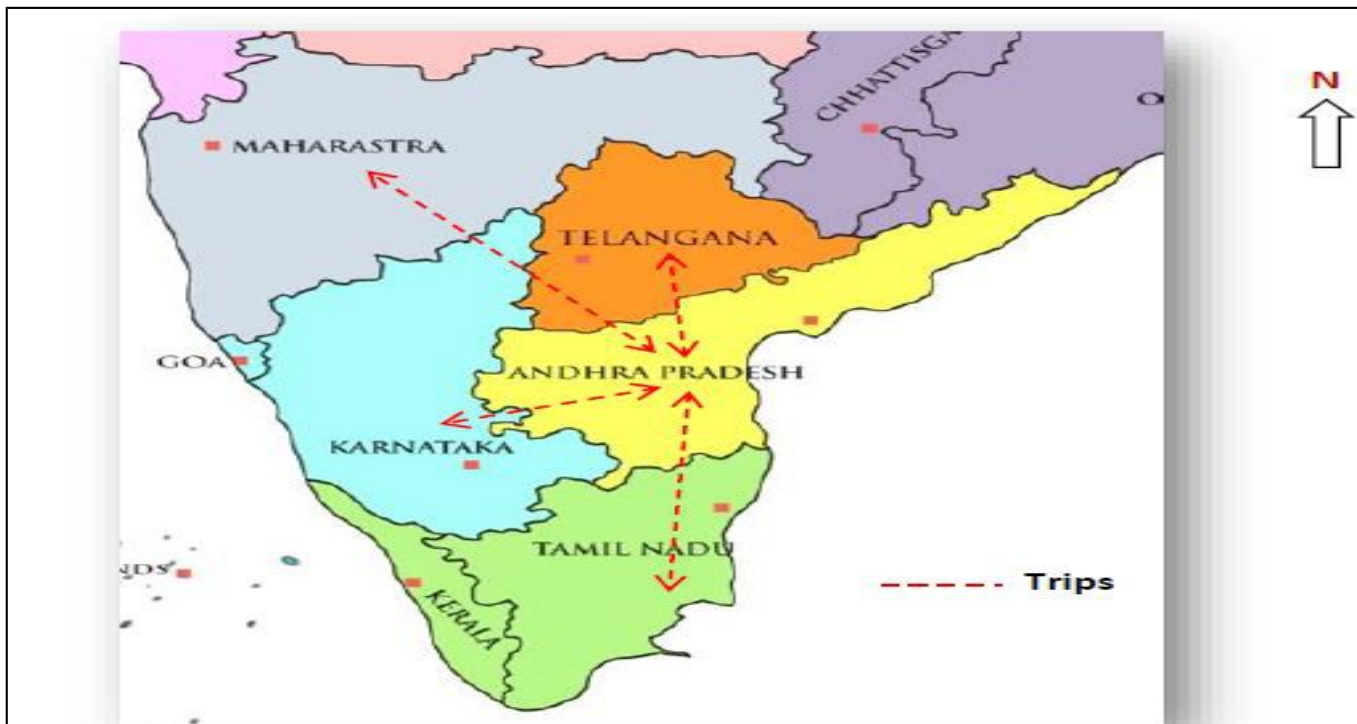 CHHATTISGA
N
MAHARASTRA
TELANGANA
GOA
ANDHRA PRADESH
KARNATAKA
TAMIL NADU
NDS
KERALA
Trips